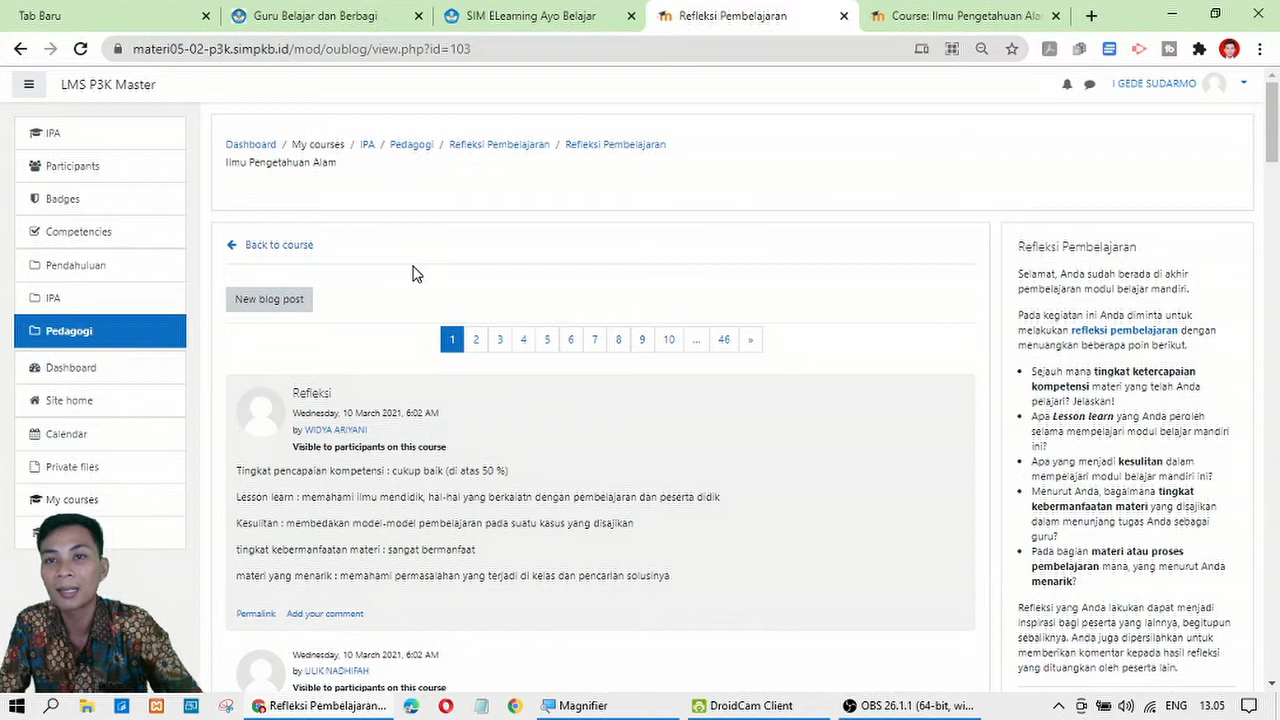 Tab Baru
Guru Belajar dan Berbagi
SIM ELearning Ayo Belajar
Refleksi Pembelajaran
Course: Ilmu Pengetahuan Ala
materi05-02-p3k.simpkb.id/mod/oublog/view.php?id=103
LMS P3K Master
I GEDE SUDARMO
IPA
Participants
Badges
Competencies
Pendahuluan
IPA
Pedagogi
Dashboard
Site home
Calendar
Private files
My courses
Dashboard / My courses / IPA / Pedagogi / Refleksi Pembelajaran / Refleksi Pembelajaran
Ilmu Pengetahuan Alam
Back to course
New blog post
1 2 3 4 5 6 7 8 9 10 ... 46 »
Refleksi
Wednesday, 10 March 2021, 6:02 AM
by WIDYA ARIYANI
Visible to participants on this course
Tingkat pencapaian kompetensi : cukup baik (di atas 50 %)
Lesson learn : memahami ilmu mendidik, hal-hal yang berkaiatn dengan pembelajaran dan peserta didik
Kesulitan : membedakan model-model pembelajaran pada suatu kasus yang disajikan
tingkat kebermanfaatan materi : sangat bermanfaat
materi yang menarik : memahami permasalahan yang terjadi di kelas dan pencarian solusinya
Permalink Add your comment
Wednesday, 10 March 2021, 6:02 AM
by ULIK NADHIFAH
Visible to participants on this course
Refleksi Pembelajaran
Selamat, Anda sudah berada di akhir
pembelajaran modul belajar mandiri.
Pada kegiatan ini Anda diminta untuk
melakukan refleksi pembelajaran dengan
menuangkan beberapa poin berikut.
• Sejauh mana tingkat ketercapaian
kompetensi materi yang telah Anda
pelajari? Jelaskan!
• Apa Lesson learn yang Anda peroleh
selama mempelajari modul belajar mandiri
ini?
• Apa yang menjadi kesulitan dalam
mempelajari modul belajar mandiri ini?
• Menurut Anda, bagaimana tingkat
kebermanfaatan materi yang disajikan
dalam menunjang tugas Anda sebagai
guru?
• Pada bagian materi atau proses
pembelajaran mana, yang menurut Anda
menarik?
Refleksi yang Anda lakukan dapat menjadi
inspirasi bagi peserta yang lainnya, begitupun
sebaliknya. Anda juga dipersilahkan untuk
memberikan komentar kepada hasil refleksi
yang dituangkan oleh peserta lain.
Refleksi Pembelajaran...
Magnifier
DroidCam Client
OBS 26.1.1 (64-bit, wi...
ENG
13.05